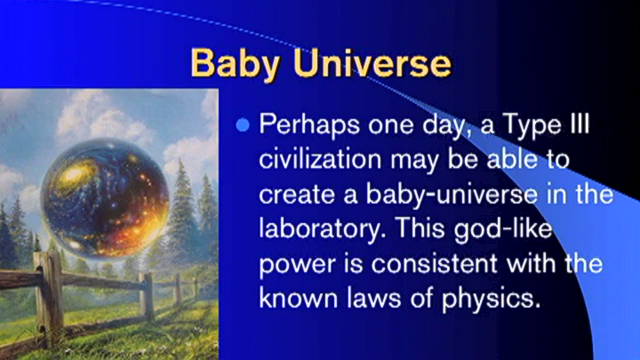 Baby Universe
Perhaps one day, a Type III
civilization may be able to
create a baby-universe in the
laboratory. This god-like
power is consistent with the
known laws of physics.